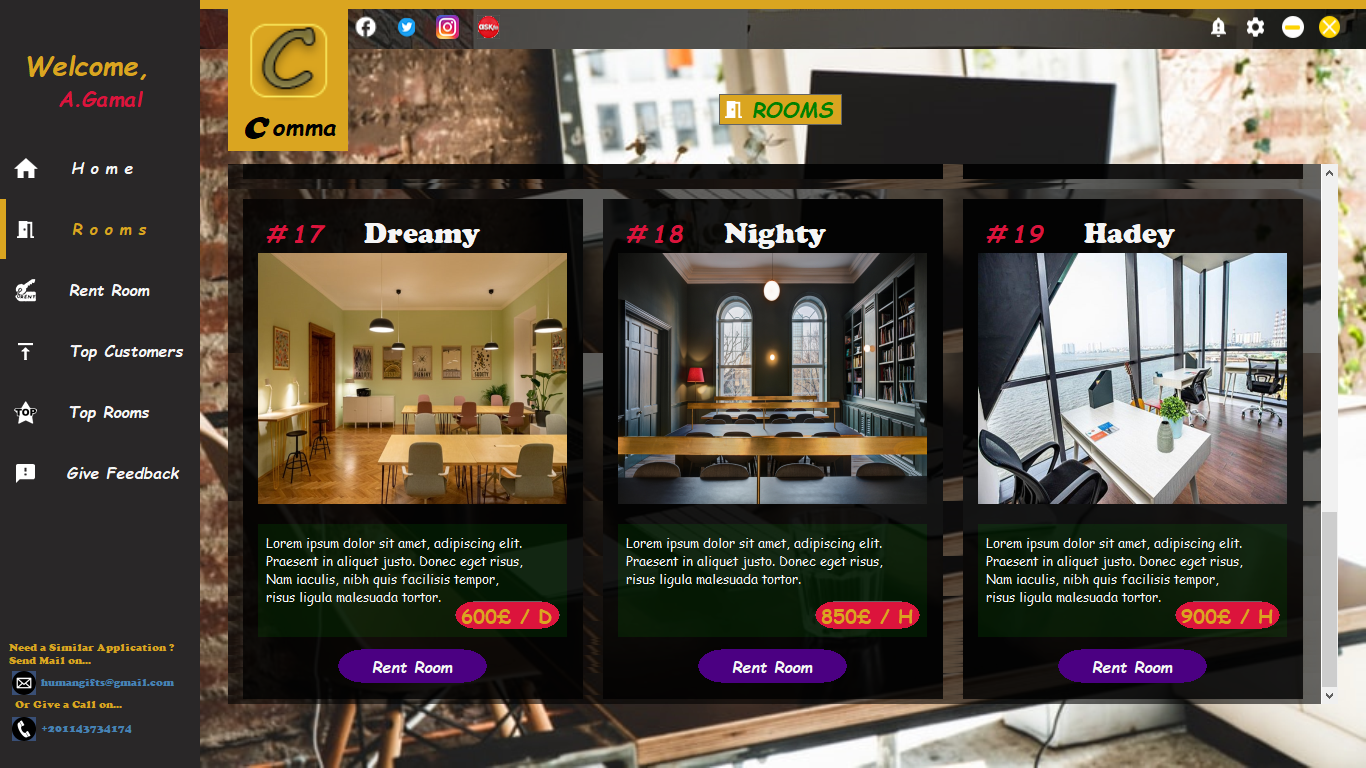 Welcome,
A.Gamal
Home
Rooms
Rent Room
Top Customers
TOP
Top Rooms
Give Feedback
Need a Similar Application ?
Send Mail on...
humangifts@gmail.com
Or Give a Call on...
+201143734174
C
Comma
ASKfm
ROOMS
#17 Dreamy
Lorem ipsum dolor sit amet, adipiscing elit.
Praesent in aliquet justo. Donec eget risus,
Nam iaculis, nibh quis facilisis tempor,
risus ligula malesuada tortor.
600£ / D
Rent Room
#18 Nighty
Lorem ipsum dolor sit amet, adipiscing elit.
Praesent in aliquet justo. Donec eget risus,
risus ligula malesuada tortor.
850£ / H
Rent Room
#19 Hadey
Lorem ipsum dolor sit amet, adipiscing elit.
Praesent in aliquet justo. Donec eget risus,
Nam iaculis, nibh quis facilisis tempor,
risus ligula malesuada tortor.
900£ / H
Rent Room